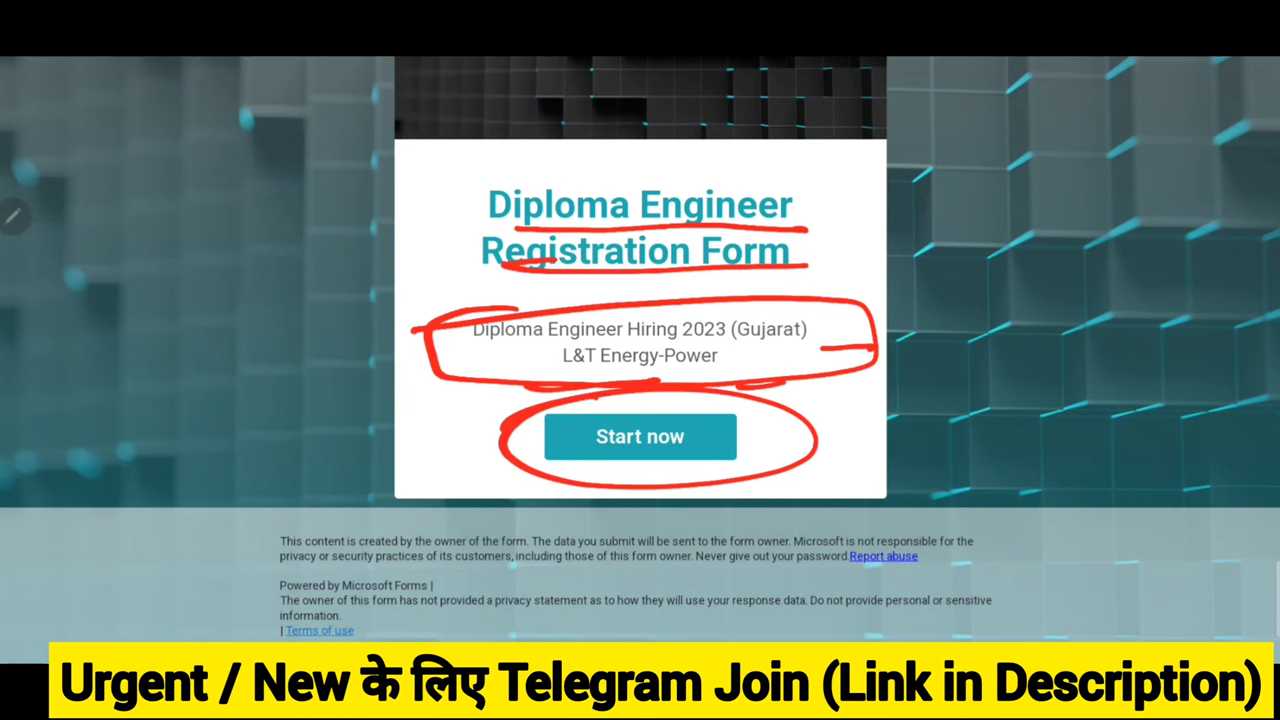 Diploma Engineer
Registration Form
Diploma Engineer Hiring 2023 (Gujarat)
L&T Energy-Power
Start now
This content is created by the owner of the form. The data you submit will be sent to the form owner. Microsoft is not responsible for the
privacy or security practices of its customers, including those of this form owner. Never give out your password.Report abuse
Powered by Microsoft Forms |
The owner of this form has not provided a privacy statement as to how they will use your response data. Do not provide personal or sensitive
information.
| Terms of use
Urgent / New के लिए Telegram Join (Link in Description)